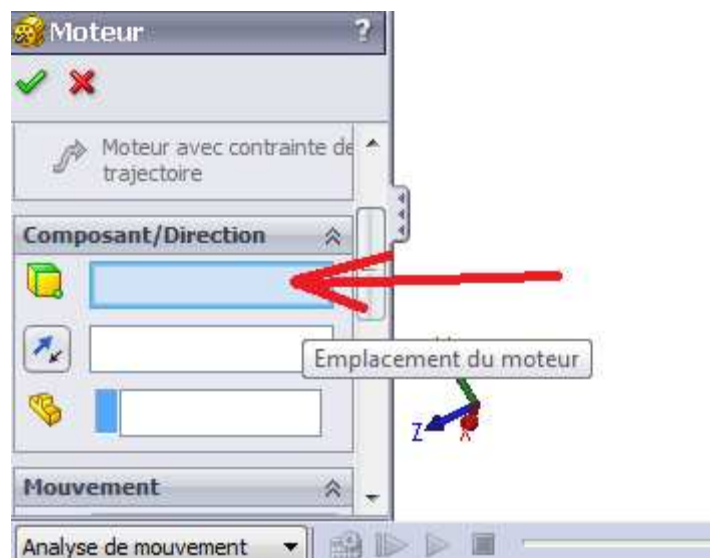 Moteur ?
Moteur avec contrainte de
trajectoire
Composant/Direction
Emplacement du moteur
Z
X
Mouvement
Analyse de mouvement